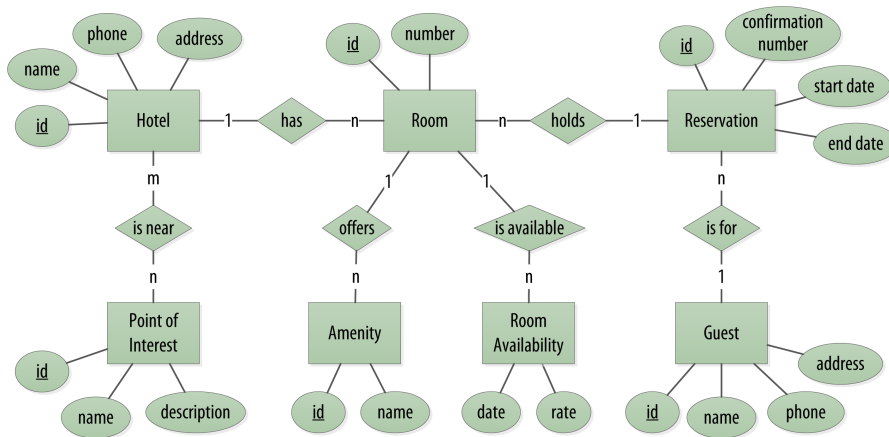 phone
address
name
id
Hotel
1
has
n
id
number
Room
n
holds
1
id
confirmation
number
start date
end date
Reservation
m
is near
n
1
offers
n
1
is available
n
n
is for
1
Point of
Interest
id
name
description
Amenity
id
name
Room
Availability
date
rate
Guest
id
name
phone
address